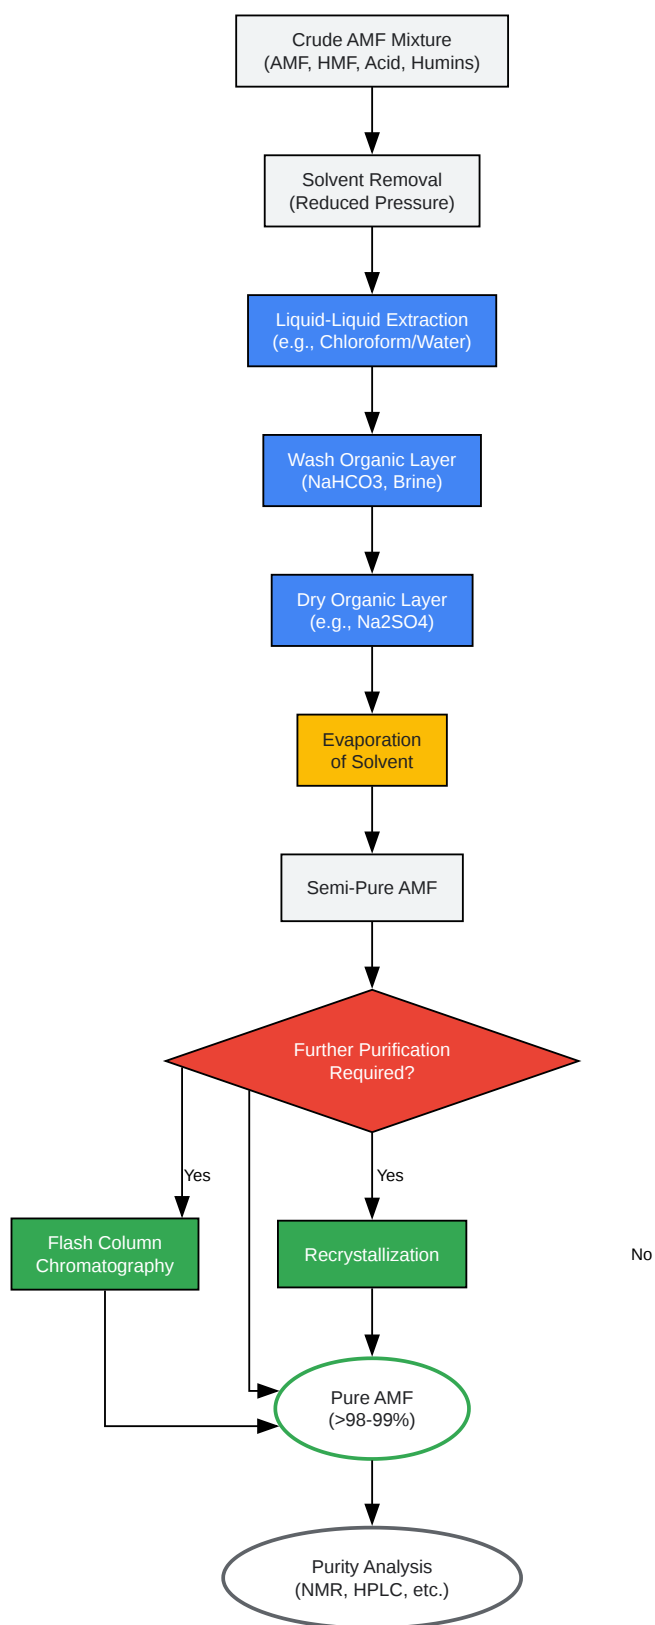 Crude AMF Mixture
(AMF, HMF, Acid, Humins)
Solvent Removal
(Reduced Pressure)
Liquid-Liquid Extraction
(e.g., Chloroform/Water)
Wash Organic Layer
(NaHCO3, Brine)
Dry Organic Layer
(e.g., Na2SO4)
Evaporation
of Solvent
Semi-Pure AMF
Further Purification
Required?
Yes
Yes
Flash Column
Chromatography
Recrystallization
No
Pure AMF
(>98-99%)
Purity Analysis
(NMR, HPLC, etc.)